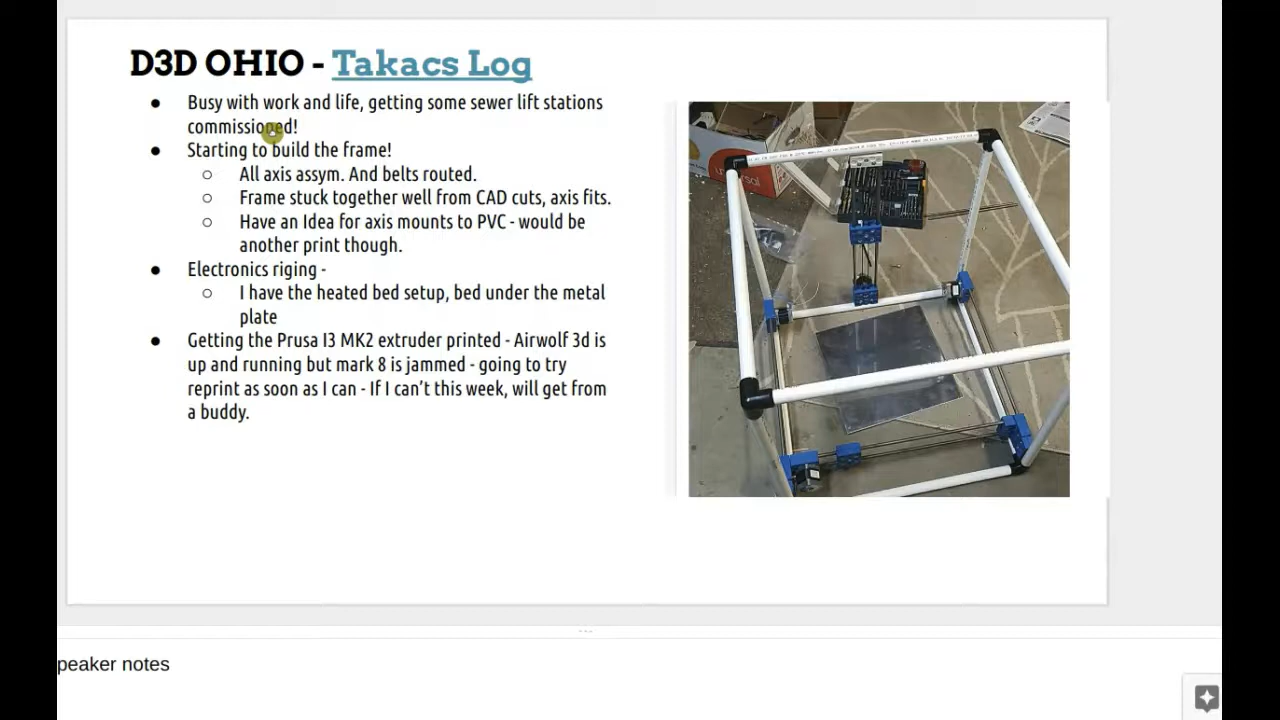 D3D OHIO - Takacs Log
● Busy with work and life, getting some sewer lift stations
commissioned!
● Starting to build the frame!
○ All axis assym. And belts routed.
○ Frame stuck together well from CAD cuts, axis fits.
○ Have an Idea for axis mounts to PVC - would be
another print though.
● Electronics riging -
○ I have the heated bed setup, bed under the metal
plate
● Getting the Prusa I3 MK2 extruder printed - Airwolf 3d is
up and running but mark 8 is jammed - going to try
reprint as soon as I can - If I can't this week, will get from
a buddy.
peaker notes